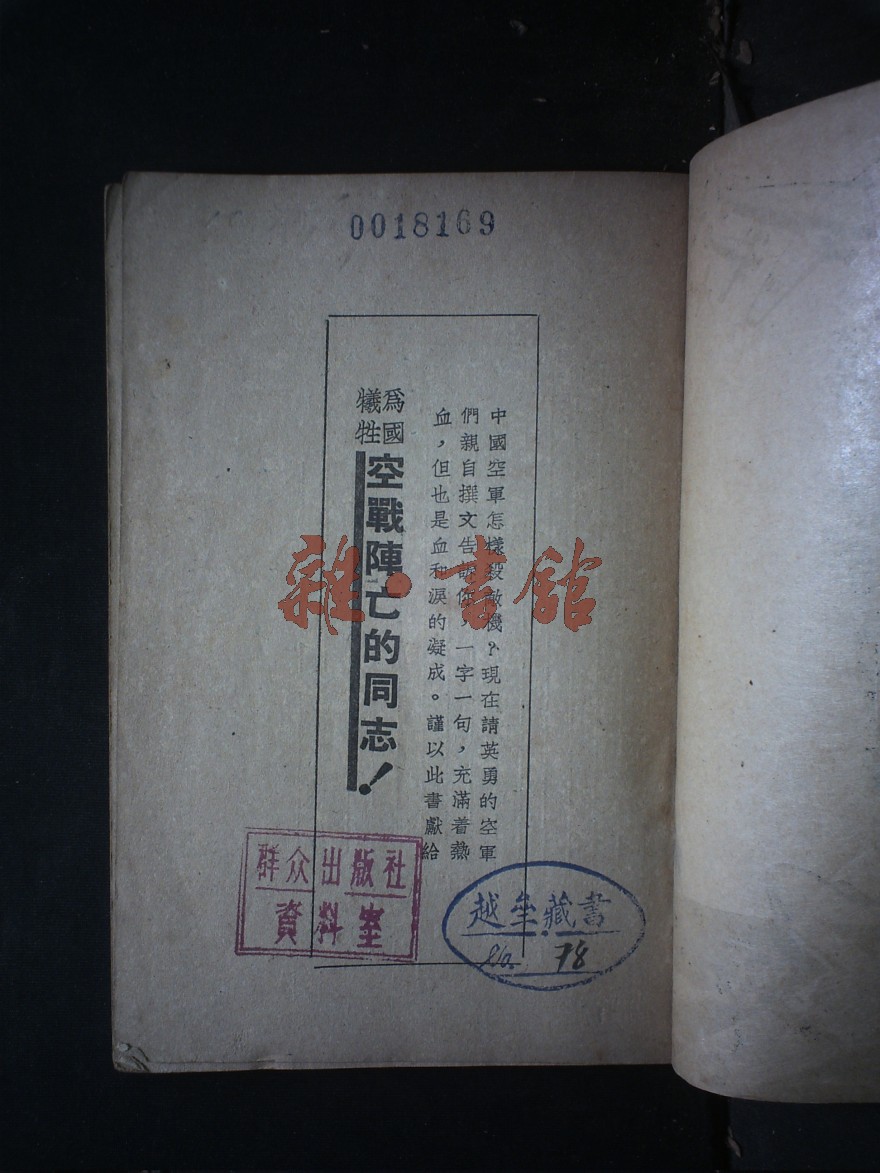 0018169
中國空軍怎樣殺敵機？現在請英勇的空軍
們親自撰文告訴你，一字一句，充滿着熱
血，但也是血和淚的凝成。謹以此書獻給
爲國
犧牲
空戰陣亡的同志！
雜·書館
群众出版社
資料室
越垒藏書
No. 78